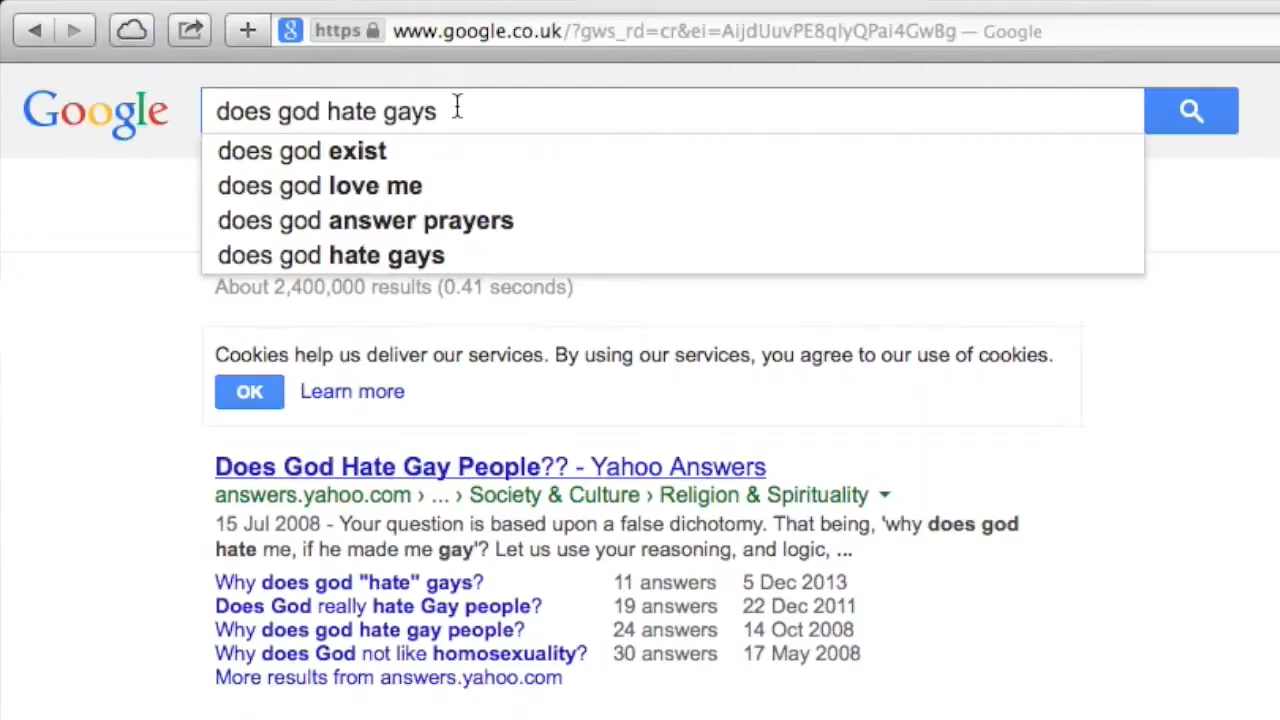 https www.google.co.uk/?gws_rd=cr&ei=AijdUuvPE8qlyQPai4GwBg — Google
Google does god hate gays
does god exist
does god love me
does god answer prayers
does god hate gays
About 2,400,000 results (0.41 seconds)
Cookies help us deliver our services. By using our services, you agree to our use of cookies.
OK Learn more
Does God Hate Gay People?? - Yahoo Answers
answers.yahoo.com › ... › Society & Culture › Religion & Spirituality
15 Jul 2008 - Your question is based upon a false dichotomy. That being, 'why does god
hate me, if he made me gay'? Let us use your reasoning, and logic, ...
Why does god "hate" gays? 11 answers 5 Dec 2013
Does God really hate Gay people? 19 answers 22 Dec 2011
Why does god hate gay people? 24 answers 14 Oct 2008
Why does God not like homosexuality? 30 answers 17 May 2008
More results from answers.yahoo.com